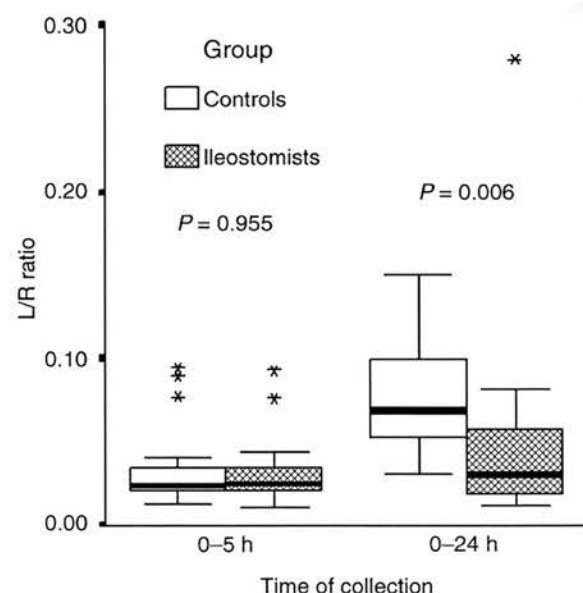 0.30
Group
Controls
Ileostomists
0.20
P = 0.006
P = 0.955
L/R ratio
0.10
0.00
0–5 h
0–24 h
Time of collection